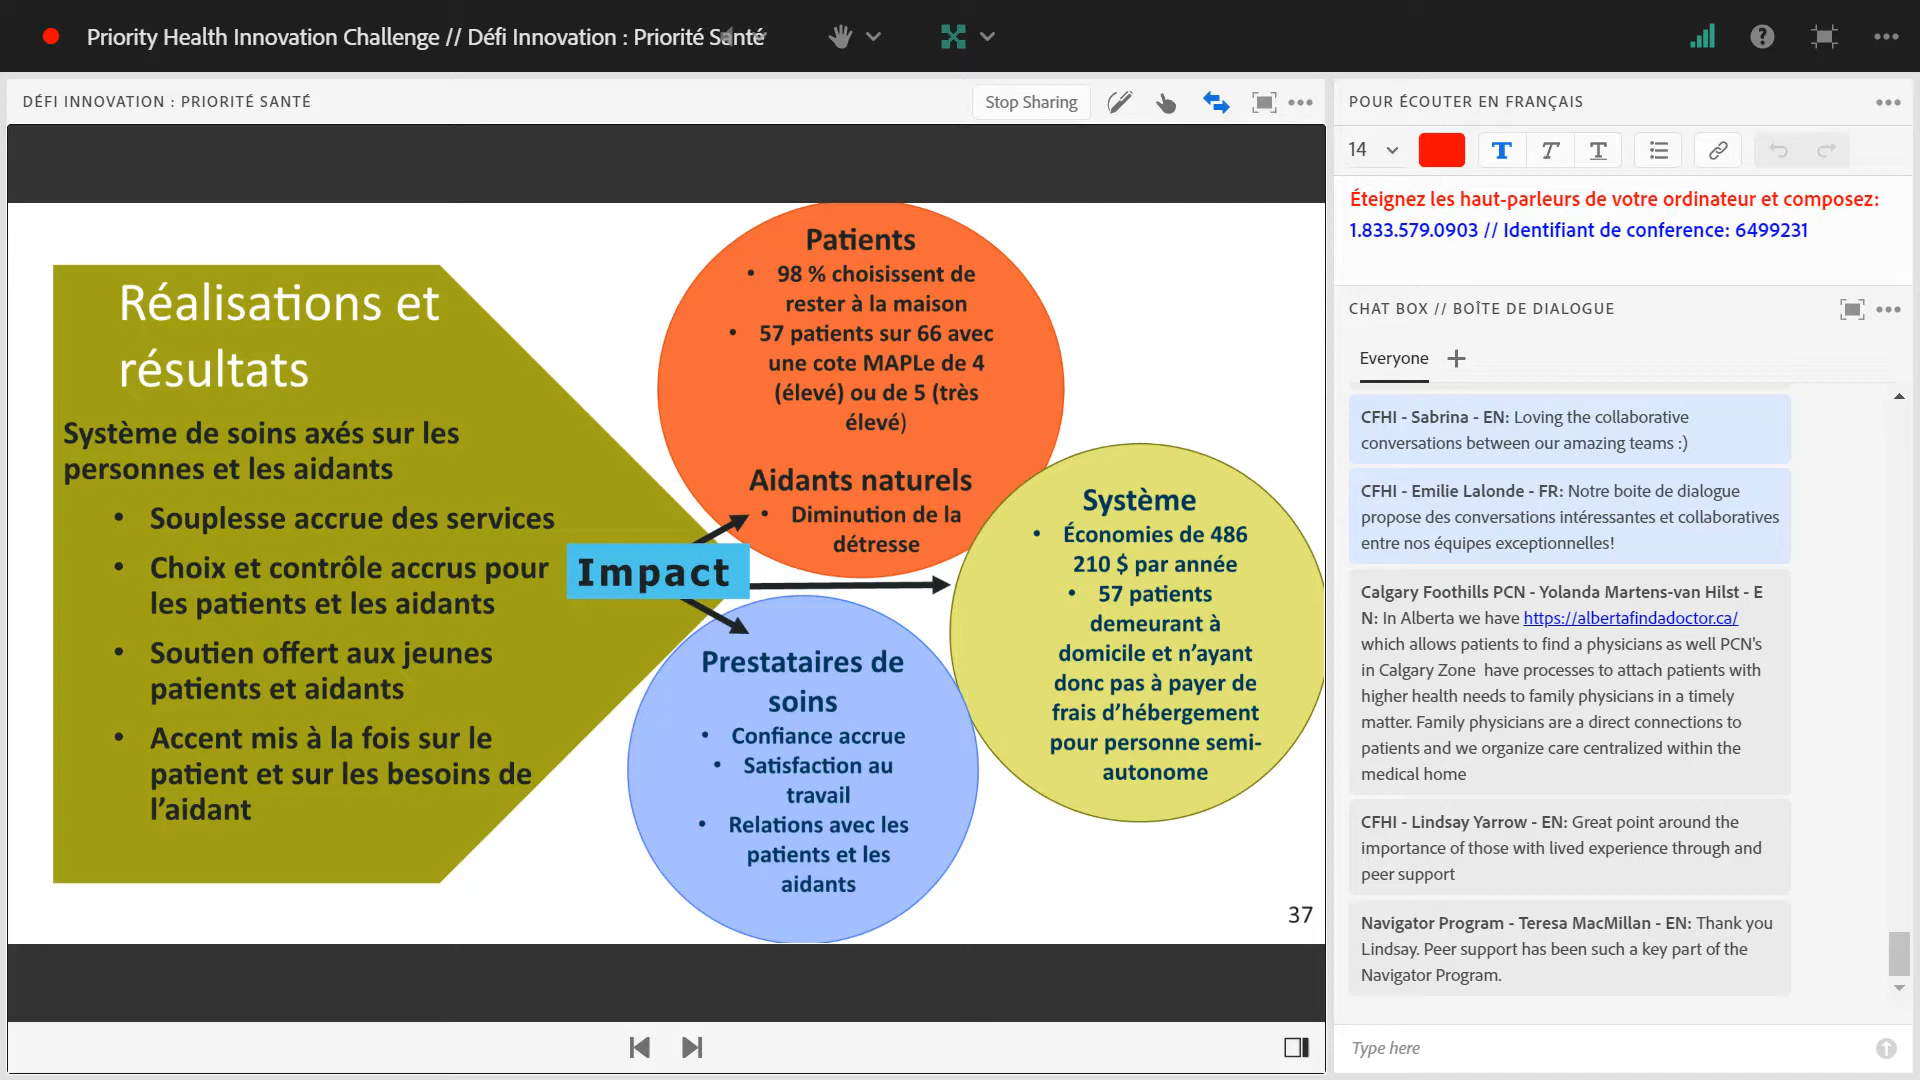 Priority Health Innovation Challenge // Défi Innovation : Priorité Santé
DÉFI INNOVATION : PRIORITÉ SANTÉ
Stop Sharing
Réalisations et
résultats
Système de soins axés sur les
personnes et les aidants
• Souplesse accrue des services
• Choix et contrôle accrus pour
les patients et les aidants
• Soutien offert aux jeunes
patients et aidants
• Accent mis à la fois sur le
patient et sur les besoins de
l’aidant
Impact
Patients
• 98 % choisissent de
rester à la maison
• 57 patients sur 66 avec
une cote MAPLe de 4
(élevé) ou de 5 (très
élevé)
Aidants naturels
• Diminution de la
détresse
Système
• Économies de 486
210 $ par année
• 57 patients
demeurant à
domicile et n’ayant
donc pas à payer de
frais d’hébergement
pour personne semi-
autonome
Prestataires de
soins
• Confiance accrue
• Satisfaction au
travail
• Relations avec les
patients et les
aidants
37
POUR ÉCOUTER EN FRANÇAIS
14
T T T
Éteignez les haut-parleurs de votre ordinateur et composez:
1.833.579.0903 // Identifiant de conference: 6499231
CHAT BOX // BOÎTE DE DIALOGUE
Everyone
CFHI - Sabrina - EN: Loving the collaborative
conversations between our amazing teams :)
CFHI - Emilie Lalonde - FR: Notre boite de dialogue
propose des conversations intéressantes et collaboratives
entre nos équipes exceptionnelles!
Calgary Foothills PCN - Yolanda Martens-van Hilst - E
N: In Alberta we have https://albertafindadoctor.ca/
which allows patients to find a physicians as well PCN's
in Calgary Zone have processes to attach patients with
higher health needs to family physicians in a timely
matter. Family physicians are a direct connections to
patients and we organize care centralized within the
medical home
CFHI - Lindsay Yarrow - EN: Great point around the
importance of those with lived experience through and
peer support
Navigator Program - Teresa MacMillan - EN: Thank you
Lindsay. Peer support has been such a key part of the
Navigator Program.
Type here